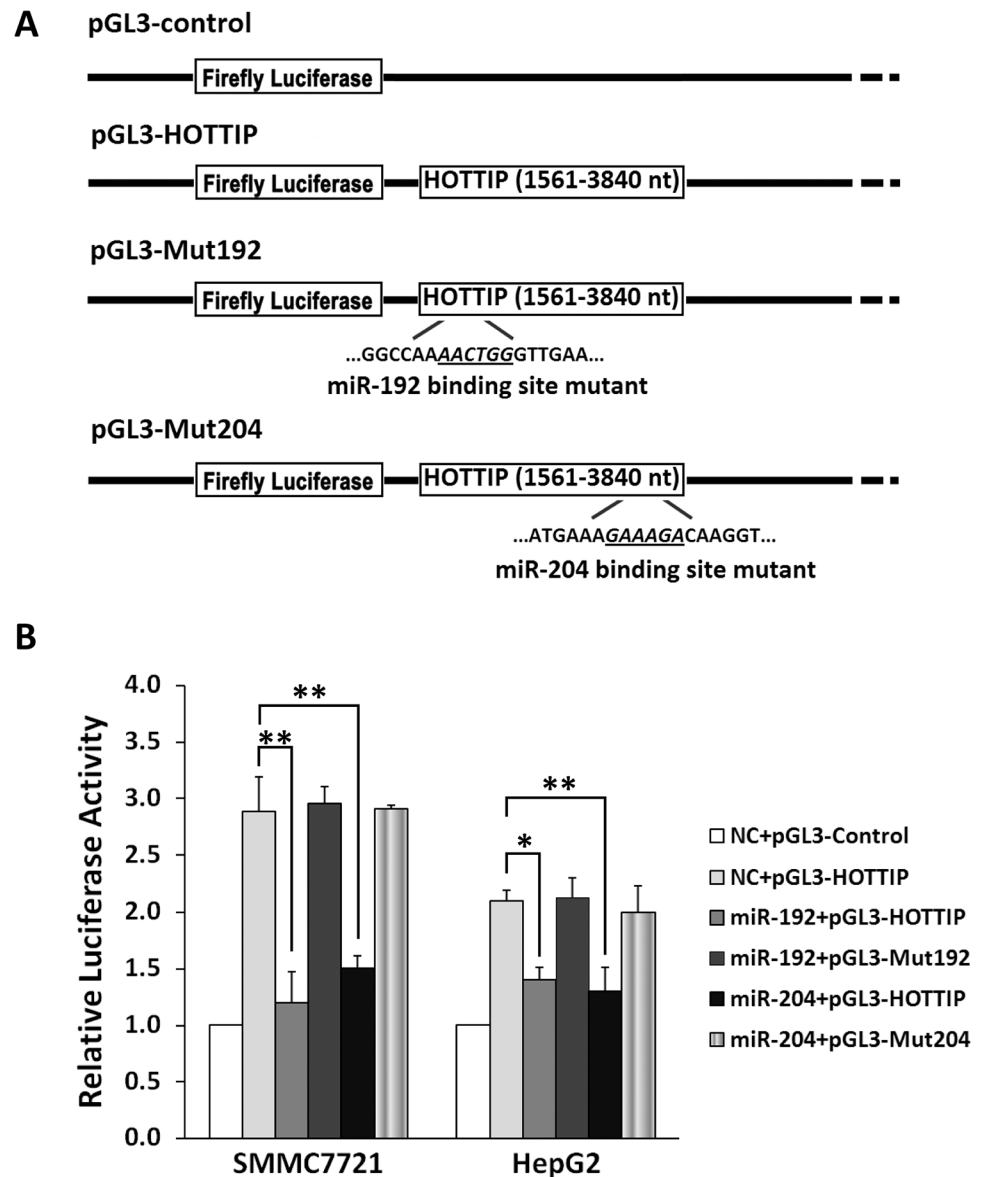 A
pGL3-control
Firefly Luciferase
pGL3-HOTTIP
Firefly Luciferase
HOTTIP (1561-3840 nt)
pGL3-Mut192
Firefly Luciferase
HOTTIP (1561-3840 nt)
...GGCCAAAACTGGGTTGAA...
miR-192 binding site mutant
pGL3-Mut204
Firefly Luciferase
HOTTIP (1561-3840 nt)
...ATGAAAGAAAGACAAGGT...
miR-204 binding site mutant
B
Relative Luciferase Activity
4.0
3.5
3.0
2.5
2.0
1.5
1.0
0.5
0.0
**
**
**
*
SMMC7721
HepG2
NC+pGL3-Control
NC+pGL3-HOTTIP
miR-192+pGL3-HOTTIP
miR-192+pGL3-Mut192
miR-204+pGL3-HOTTIP
miR-204+pGL3-Mut204